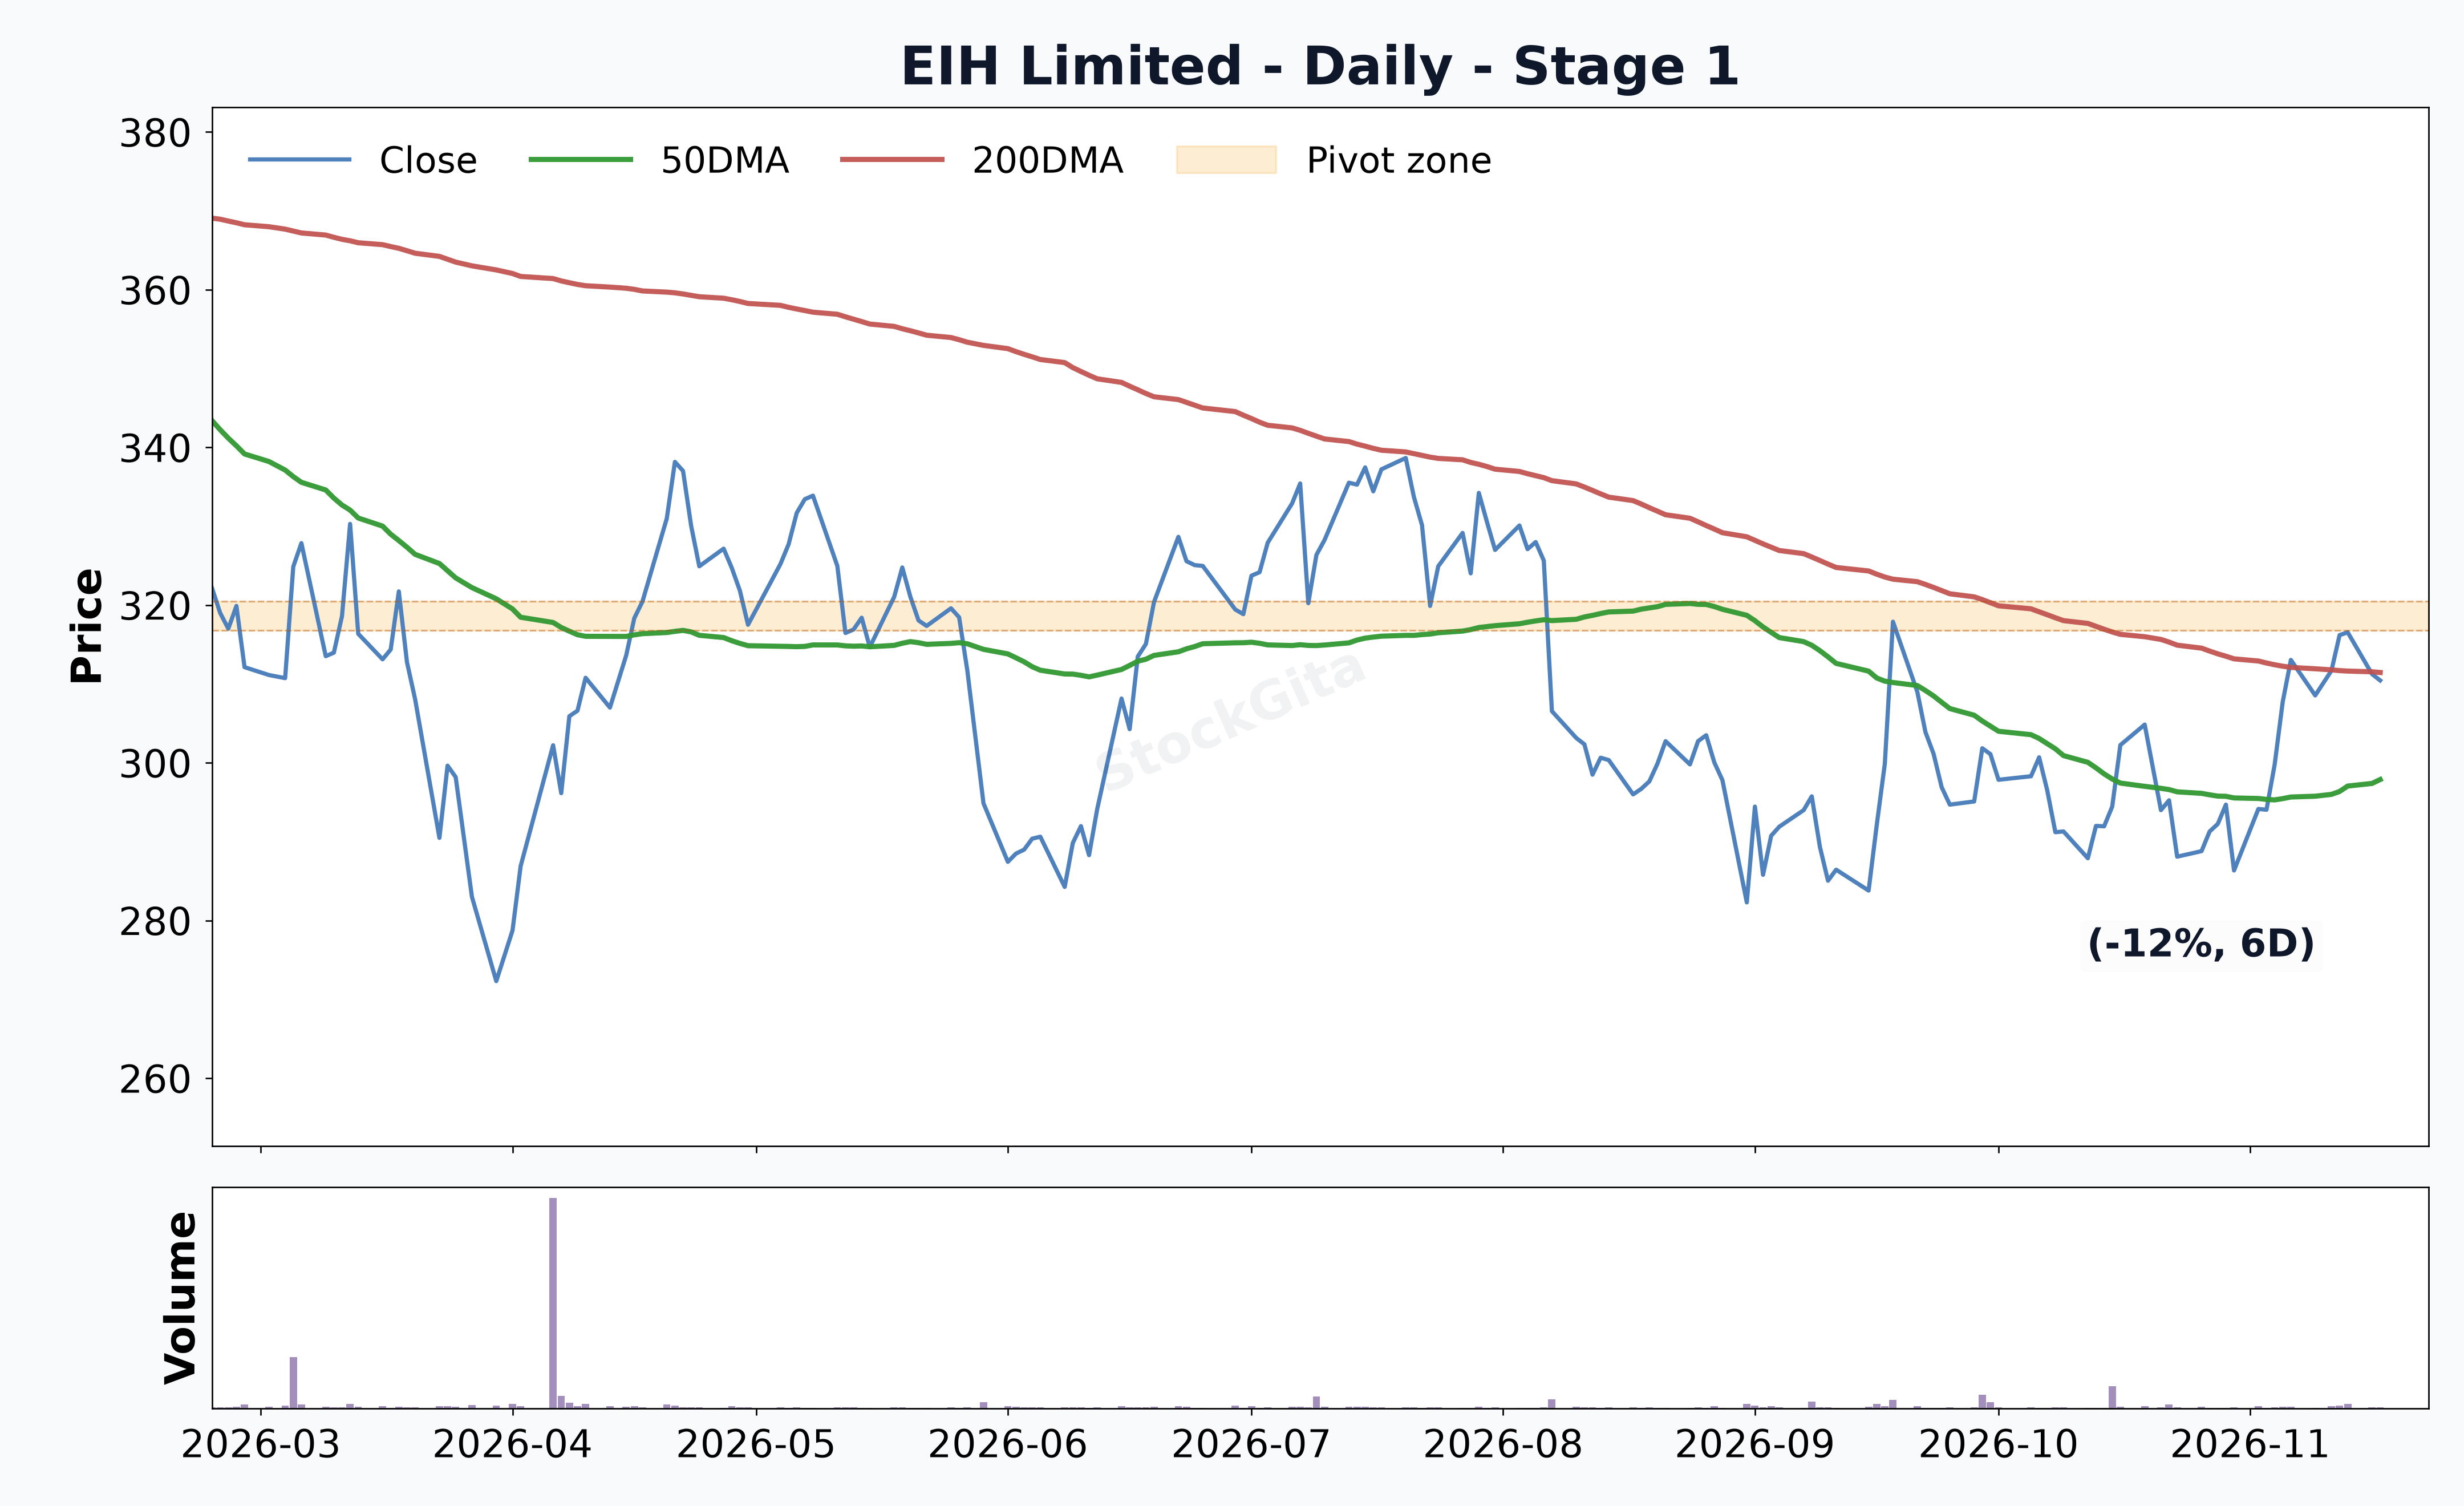 EIH Limited - Daily - Stage 1
Close 50DMA 200DMA Pivot zone
Price
380
360
340
320
300
280
260
StockGita
(-12%, 6D)
Volume
2026-03 2026-04 2026-05 2026-06 2026-07 2026-08 2026-09 2026-10 2026-11